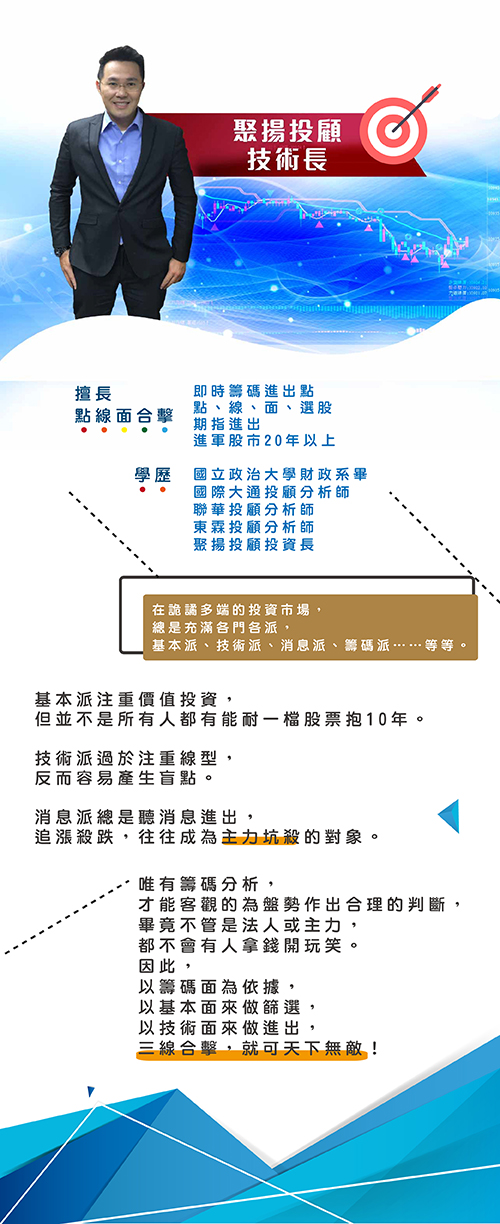 聚揚投顧
技術長
擅長
點線面合擊
即時籌碼進出點
點、線、面、選股
期指進出
進軍股市20年以上
學歷
國立政治大學財政系畢
國際大通投顧分析師
聯華投顧分析師
東霖投顧分析師
聚揚投顧投資長
在詭譎多端的投資市場，
總是充滿各門各派，
基本派、技術派、消息派、籌碼派⋯⋯等等。
基本派注重價值投資，
但並不是所有人都有能耐一檔股票抱10年。
技術派過於注重線型，
反而容易產生盲點。
消息派總是聽消息進出，
追漲殺跌，往往成為主力坑殺的對象。
唯有籌碼分析，
才能客觀的為盤勢作出合理的判斷，
畢竟不管是法人或主力，
都不會有人拿錢開玩笑。
因此，
以籌碼面為依據，
以基本面來做篩選，
以技術面來做進出，
三線合擊，就可天下無敵！